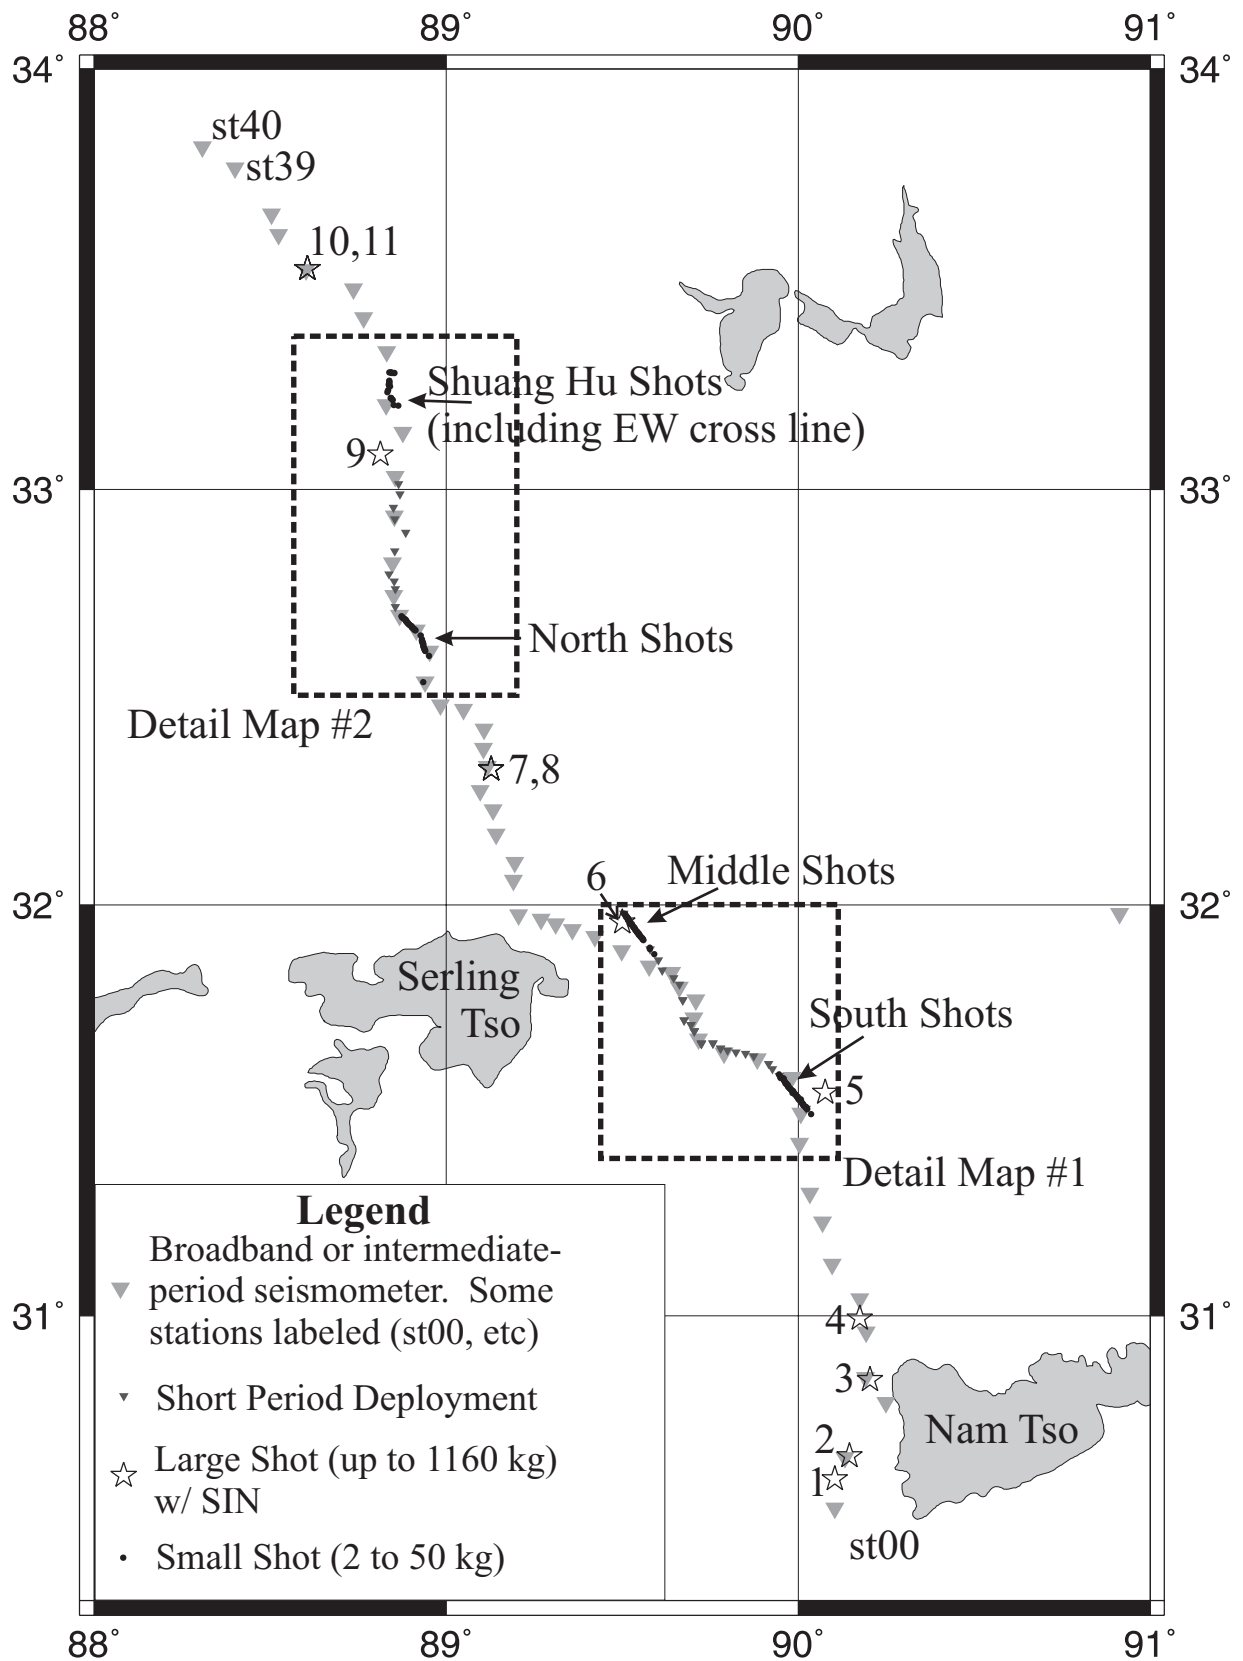 88° 89° 90° 91°
34° 34°
st40
st39
10,11
Shuang Hu Shots
(including EW cross line)
9
33° 33°
North Shots
Detail Map #2
7,8
6
Middle Shots
32° 32°
Serling
Tso
South Shots
5
Detail Map #1
Legend
Broadband or intermediate-
period seismometer. Some
stations labeled (st00, etc)
Short Period Deployment
Large Shot (up to 1160 kg)
w/ SIN
Small Shot (2 to 50 kg)
31° 31°
4
3
Nam Tso
2
1
st00
88° 89° 90° 91°